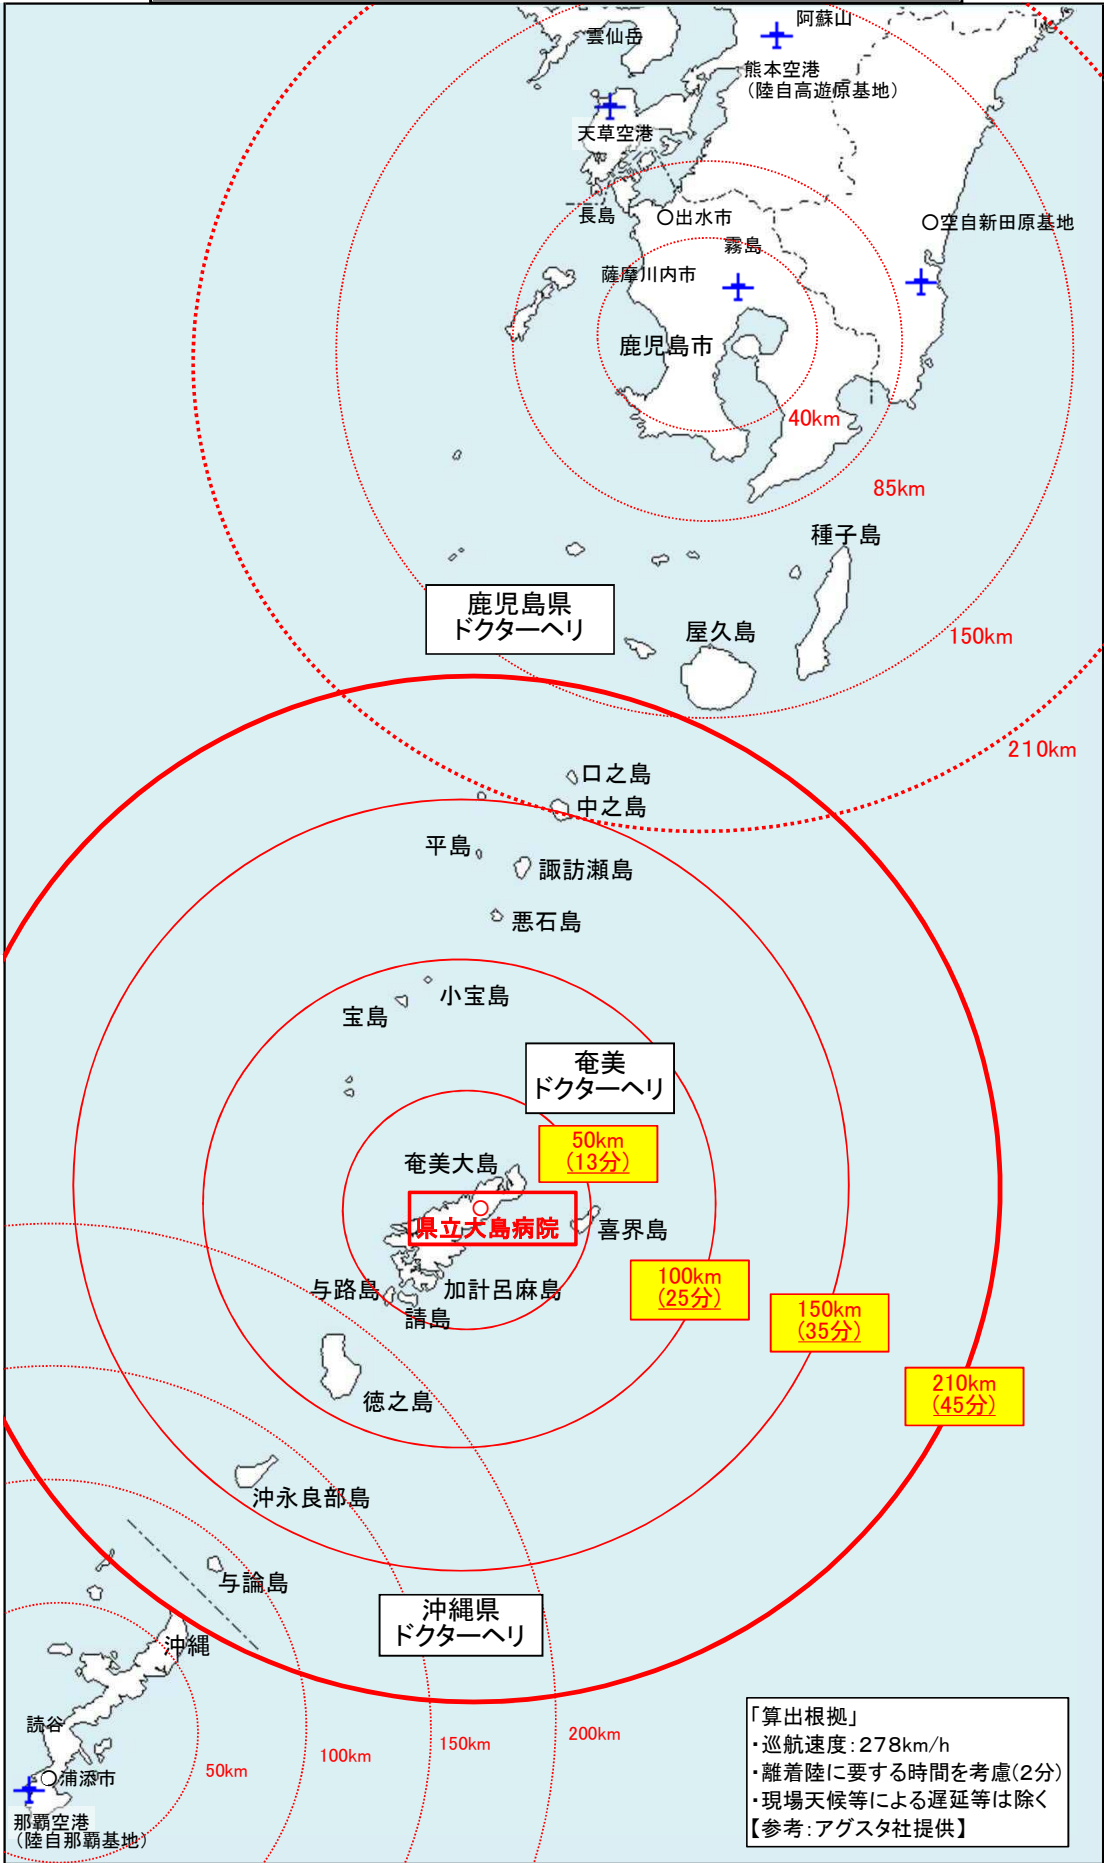 阿蘇山
雲仙岳
熊本空港
（陸自高遊原基地）
天草空港
長島
○出水市
○空自新田原基地
霧島
薩摩川内市
鹿児島市
40km
85km
種子島
鹿児島県
ドクターヘリ
屋久島
150km
210km
口之島
中之島
平島
諏訪瀬島
悪石島
小宝島
宝島
奄美
ドクターヘリ
50km
(13分)
奄美大島
県立大島病院
喜界島
100km
(25分)
与路島
加計呂麻島
請島
150km
(35分)
210km
(45分)
徳之島
沖永良部島
与論島
沖縄県
ドクターヘリ
沖縄
読谷
200km
150km
100km
50km
○浦添市
那覇空港
（陸自那覇基地）
「算出根拠」
・巡航速度：278km/h
・離着陸に要する時間を考慮(2分)
・現場天候等による遅延等は除く
【参考：アグスタ社提供】